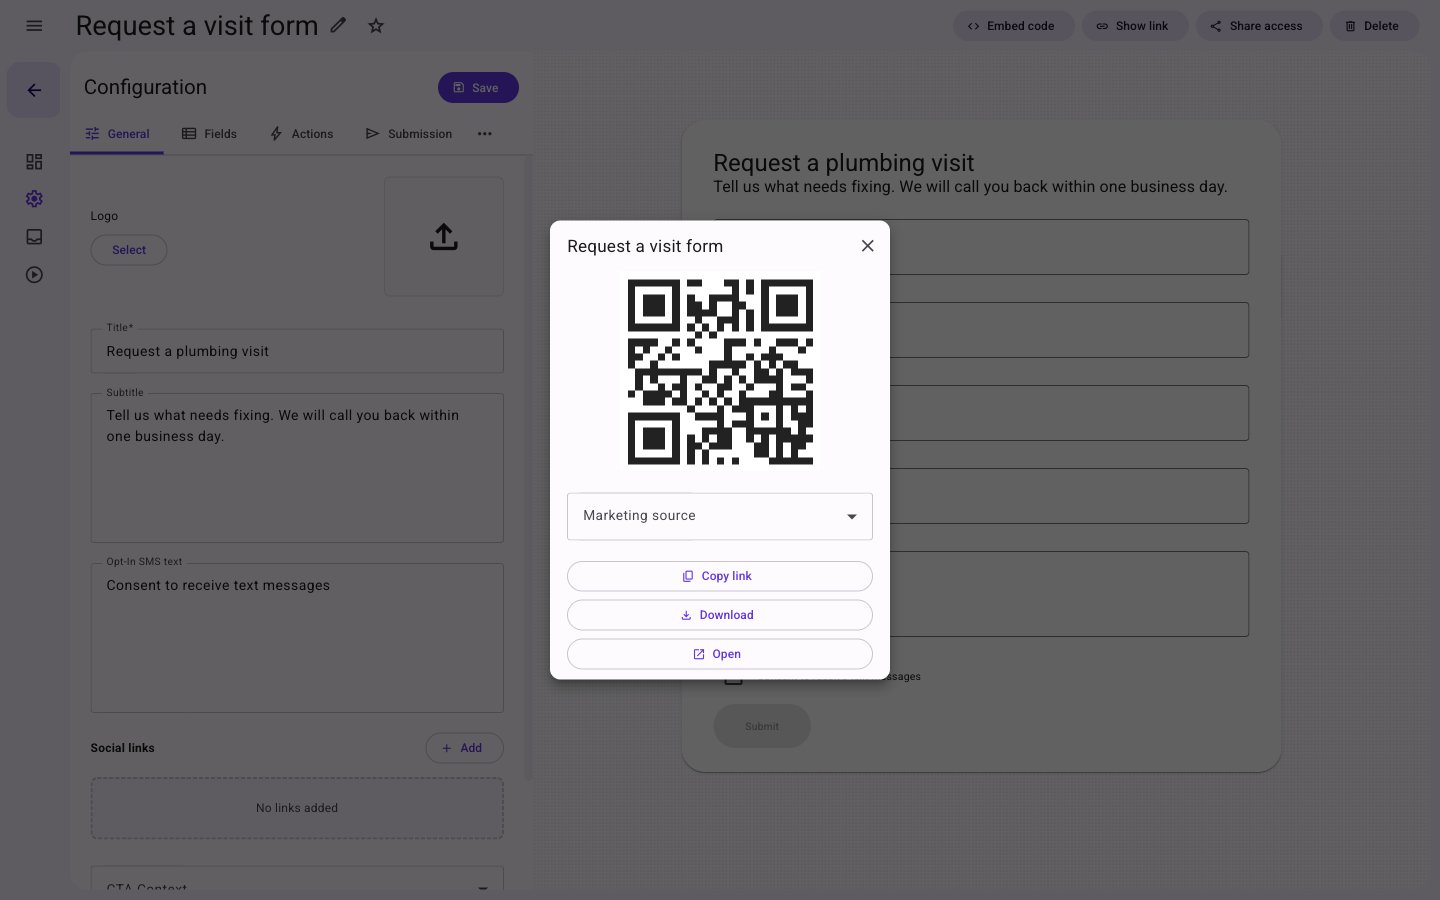 Request a visit form
Embed code
Show link
Share access
Delete
Configuration
Save
General
Fields
Actions
Submission
Logo
Select
Title*
Request a plumbing visit
Subtitle
Tell us what needs fixing. We will call you back within
one business day.
Opt-In SMS text
Consent to receive text messages
Social links
Add
No links added
CTA Context
Request a plumbing visit
Tell us what needs fixing. We will call you back within one business day.
Submit
Request a visit form
Marketing source
Copy link
Download
Open